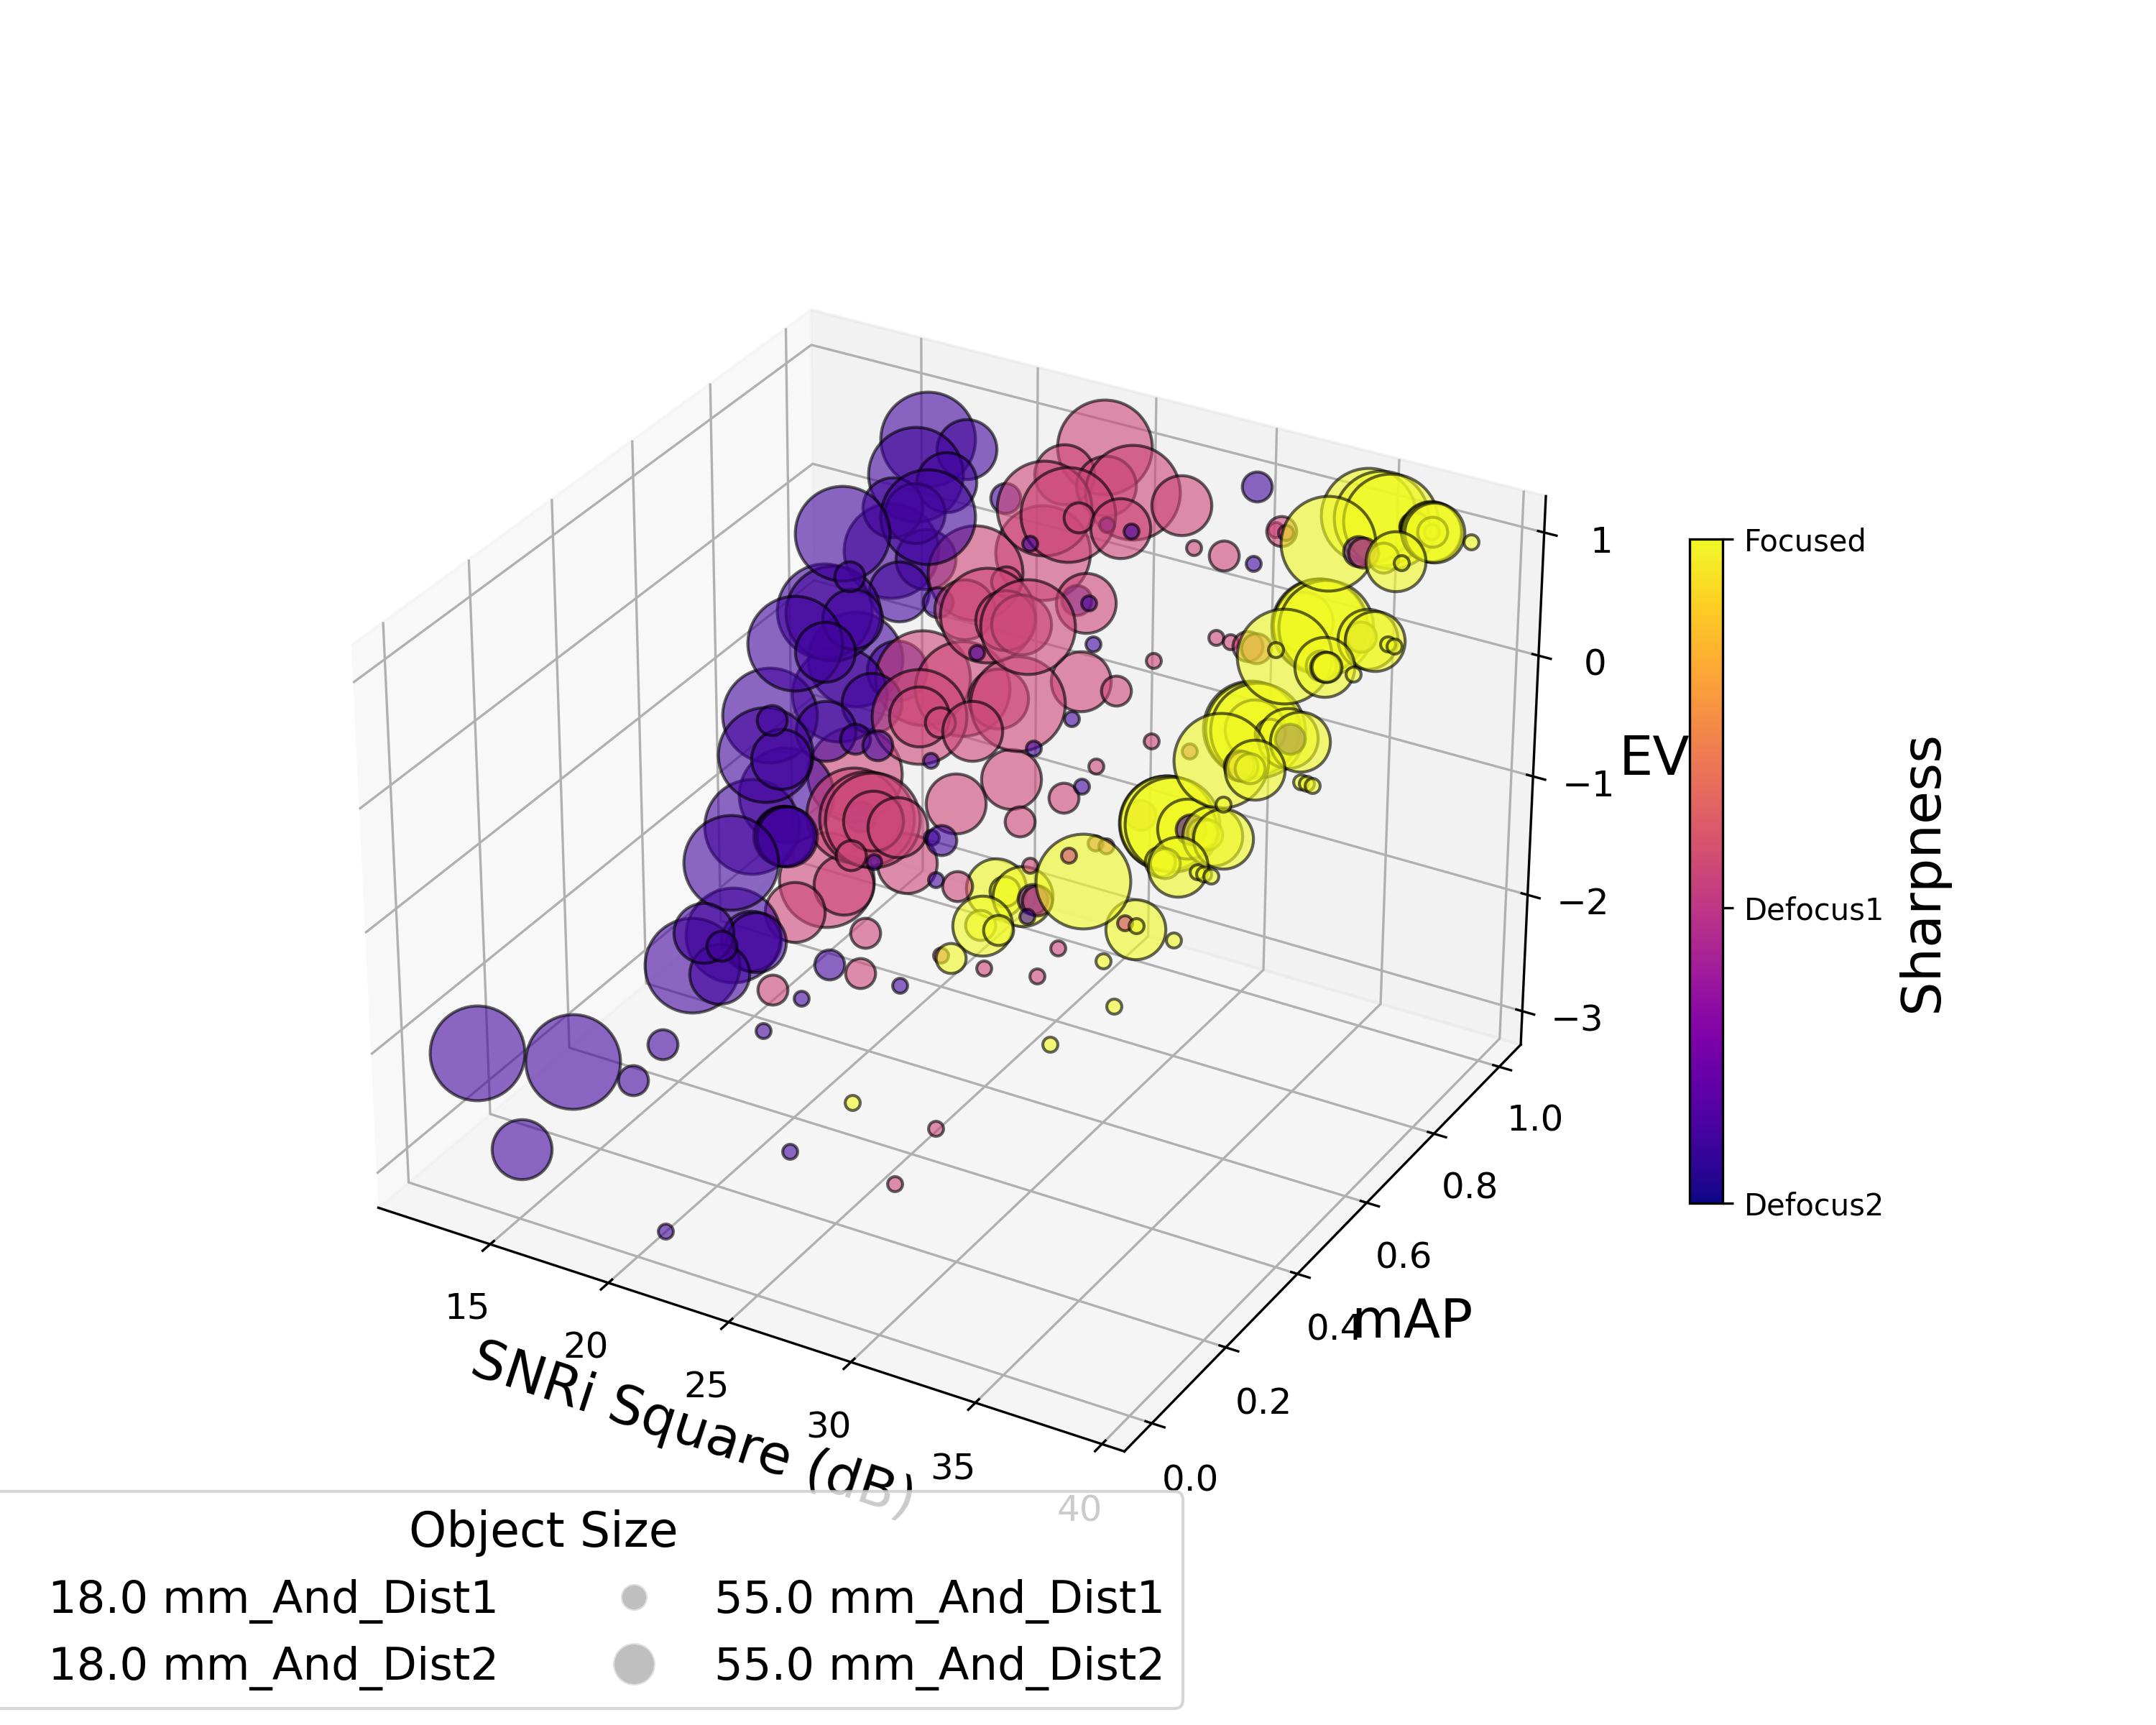 Focused
Defocus1
Defocus2
Sharpness
1
0
−1
−2
−3
EV
1.0
0.8
0.6
0.4
0.2
0.0
mAP
15
20
25
30
35
40
SNRi Square (dB)
Object Size
18.0 mm_And_Dist1
55.0 mm_And_Dist1
18.0 mm_And_Dist2
55.0 mm_And_Dist2